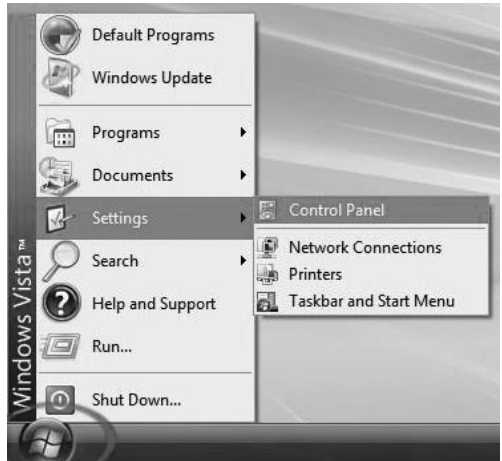 Default Programs
Windows Update
Programs
Documents
Settings
Search
Help and Support
Run...
Shut Down...
Control Panel
Network Connections
Printers
Taskbar and Start Menu
Windows Vista™